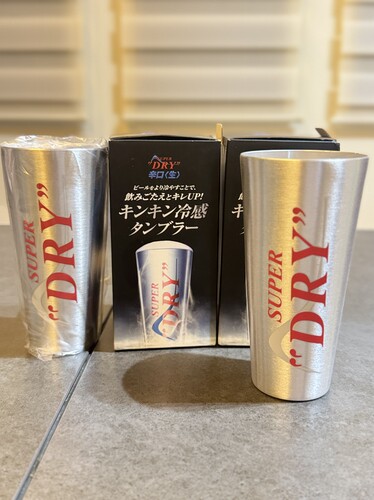 SUPER
“DRY”
SUPER
“DRY”
辛口〈生〉
ビールをより冷やすことで、
飲みごたえとキレUP!
キンキン冷感
タンブラー
SUPER
“DRY”
SUPER
“DRY”